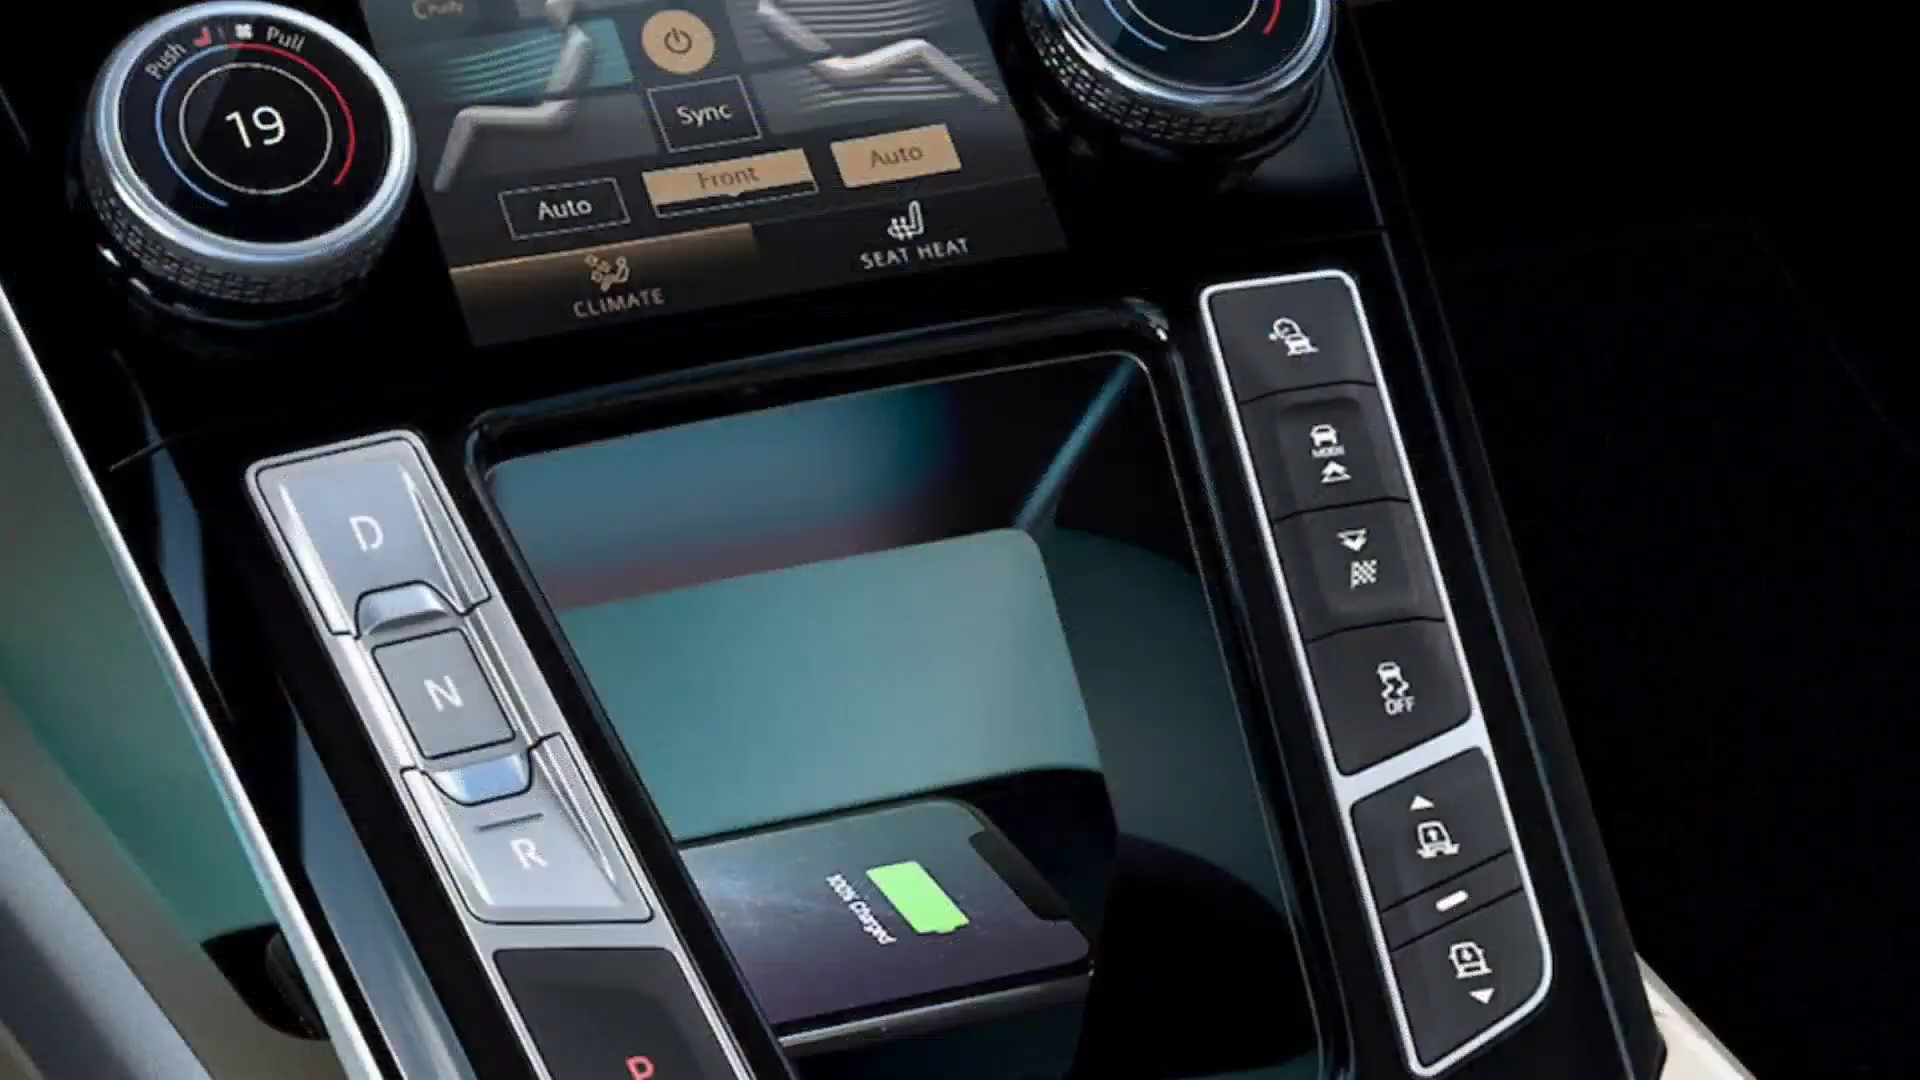 Push
Pull
19
Sync
Front
Auto
Auto
SEAT HEAT
CLIMATE
D
MODE
N
OFF
R
100% Charged
P